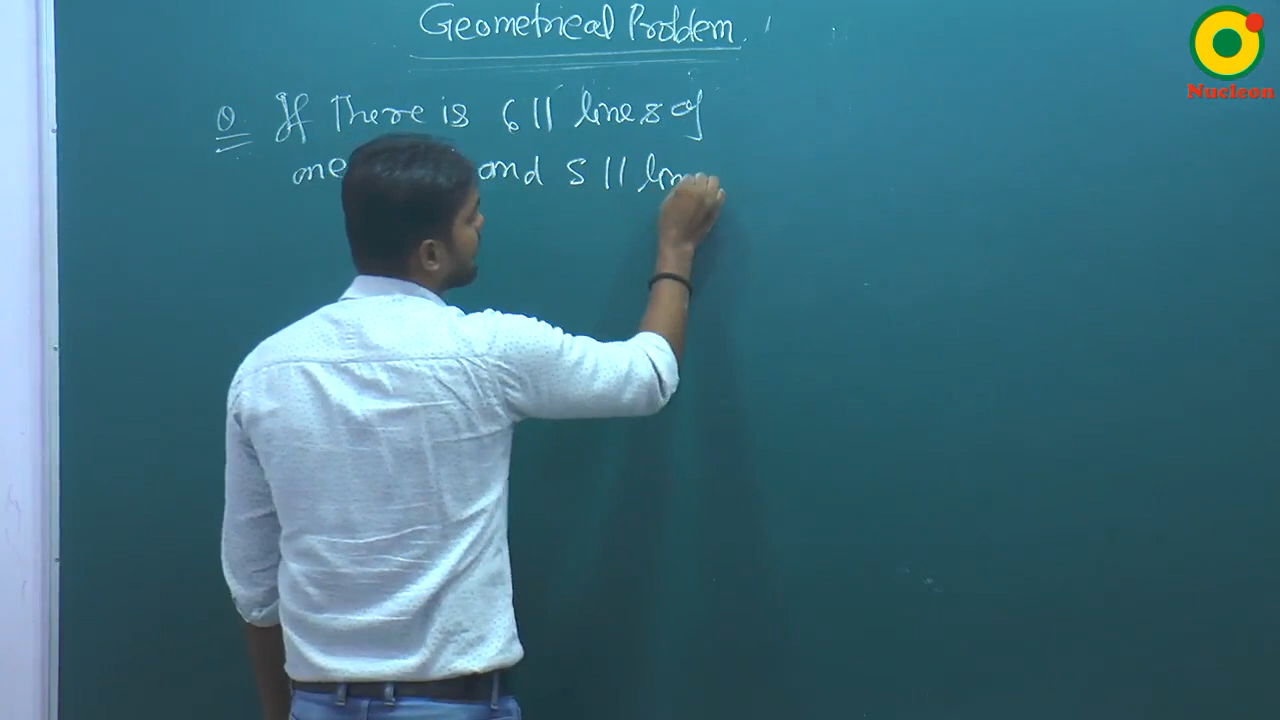 Geometrical Problem.
Q. If There is 6 || lines of
one and 5 || lin
Nucleon